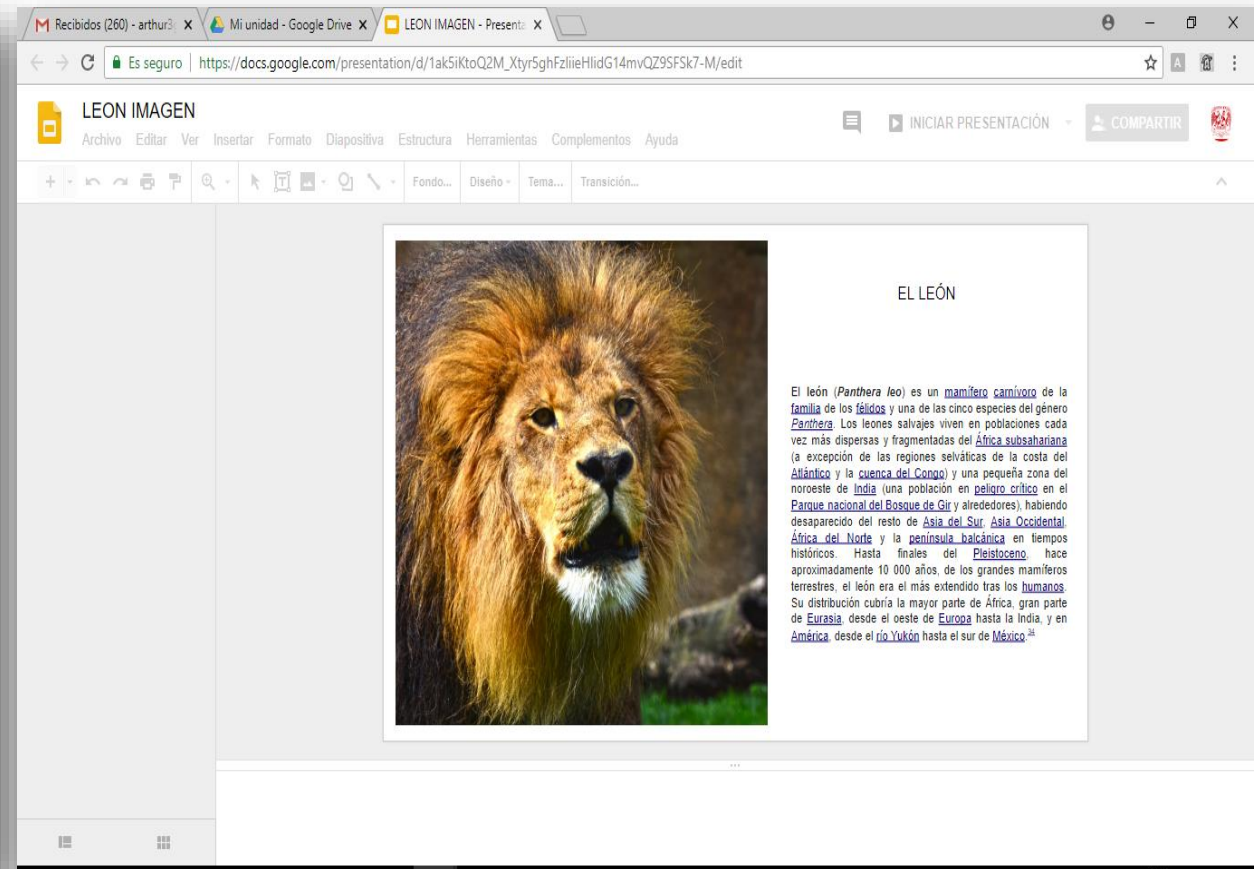 Recibidos (260) - arthur3
Mi unidad - Google Drive
LEON IMAGEN - Presenta
Es seguro
https://docs.google.com/presentation/d/1ak5iKtoQ2M_Xtyr5ghFzliieHIidG14mvQZ9SFSk7-M/edit
LEON IMAGEN
Archivo Editar Ver Insertar Formato Diapositiva Estructura Herramientas Complementos Ayuda
INICIAR PRESENTACIÓN
COMPARTIR
Fondo... Diseño Tema... Transición...
EL LEÓN
El león (Panthera leo) es un mamífero carnívoro de la
familia de los félidos y una de las cinco especies del género
Panthera. Los leones salvajes viven en poblaciones cada
vez más dispersas y fragmentadas del África subsahariana
(a excepción de las regiones selváticas de la costa del
Atlántico y la cuenca del Congo) y una pequeña zona del
noroeste de India (una población en peligro crítico en el
Parque nacional del Bosque de Gir y alrededores), habiendo
desaparecido del resto de Asia del Sur, Asia Occidental,
África del Norte y la península balcánica en tiempos
históricos. Hasta finales del Pleistoceno, hace
aproximadamente 10 000 años, de los grandes mamíferos
terrestres, el león era el más extendido tras los humanos.
Su distribución cubría la mayor parte de África, gran parte
de Eurasia, desde el oeste de Europa hasta la India, y en
América, desde el río Yukón hasta el sur de México.34